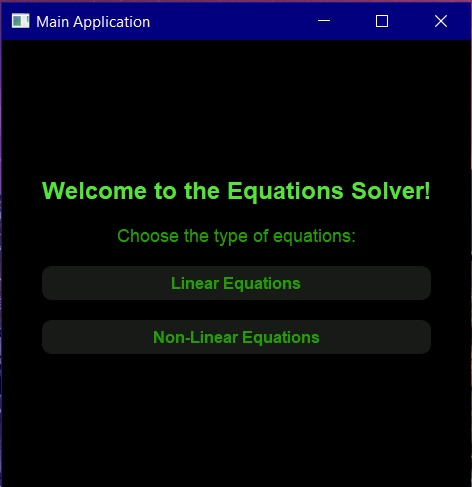 Main Application
Welcome to the Equations Solver!
Choose the type of equations:
Linear Equations
Non-Linear Equations